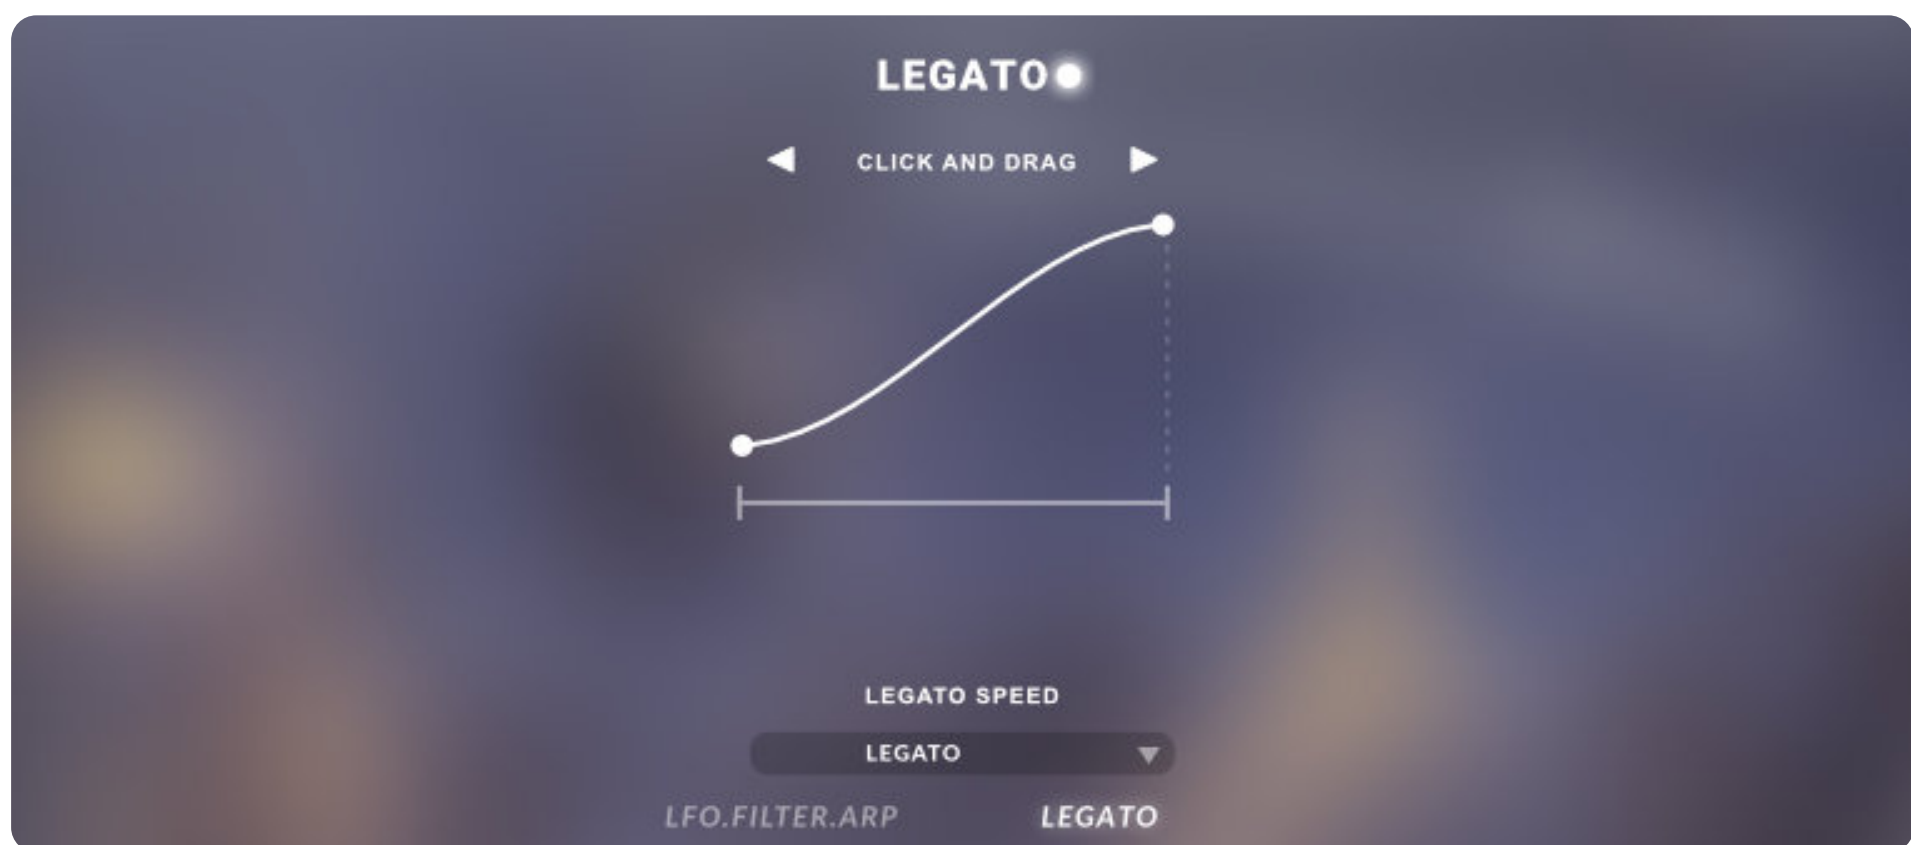 LEGATO
CLICK AND DRAG
LEGATO SPEED
LEGATO
LFO.FILTER.ARP LEGATO